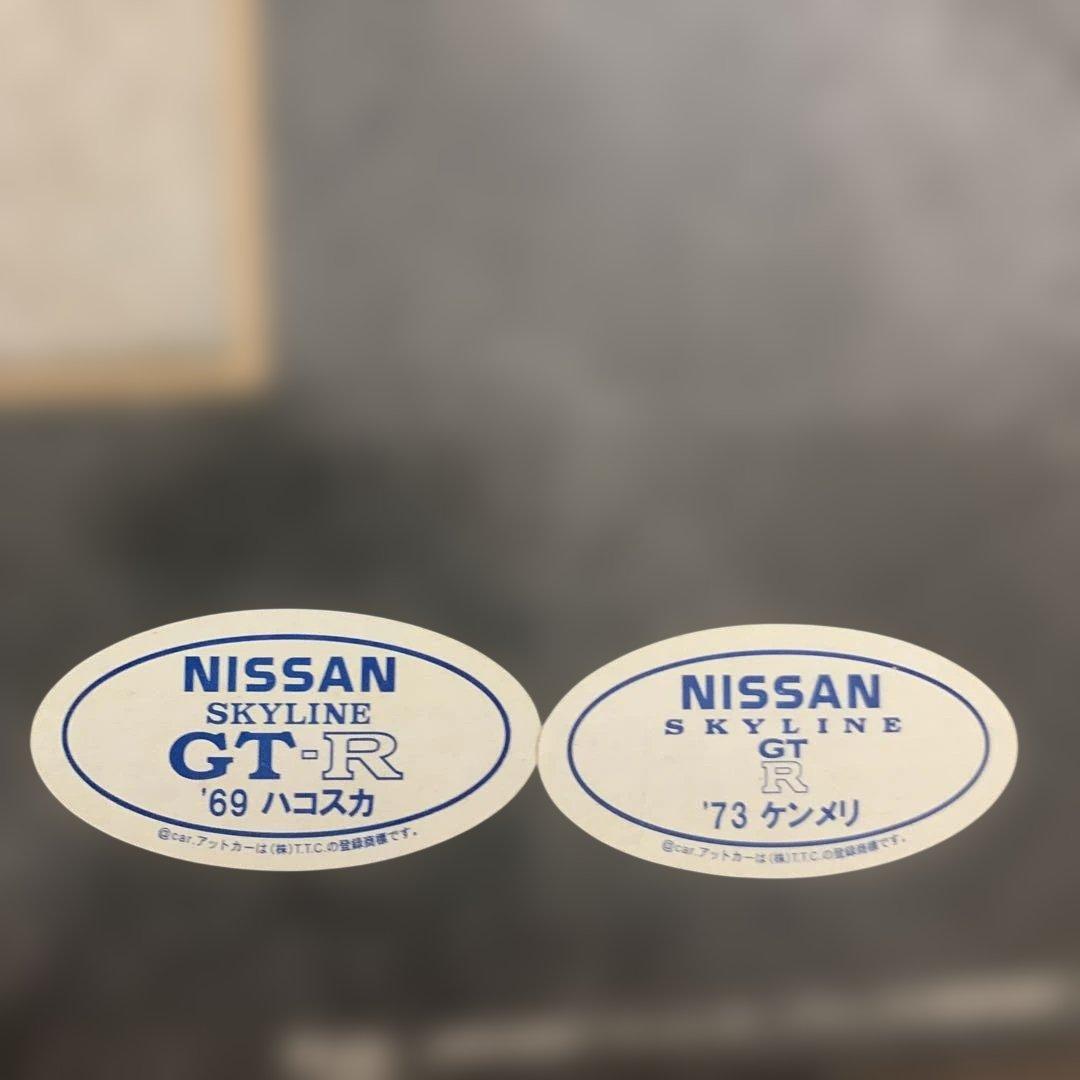 NISSAN
SKYLINE
GT-R
'69 ハコスカ
@car.アットカーは(株)T.T.C.の登録商標です。
NISSAN
SKYLINE
GT
R
'73 ケンメリ
@car.アットカーは(株)T.T.C.の登録商標です。